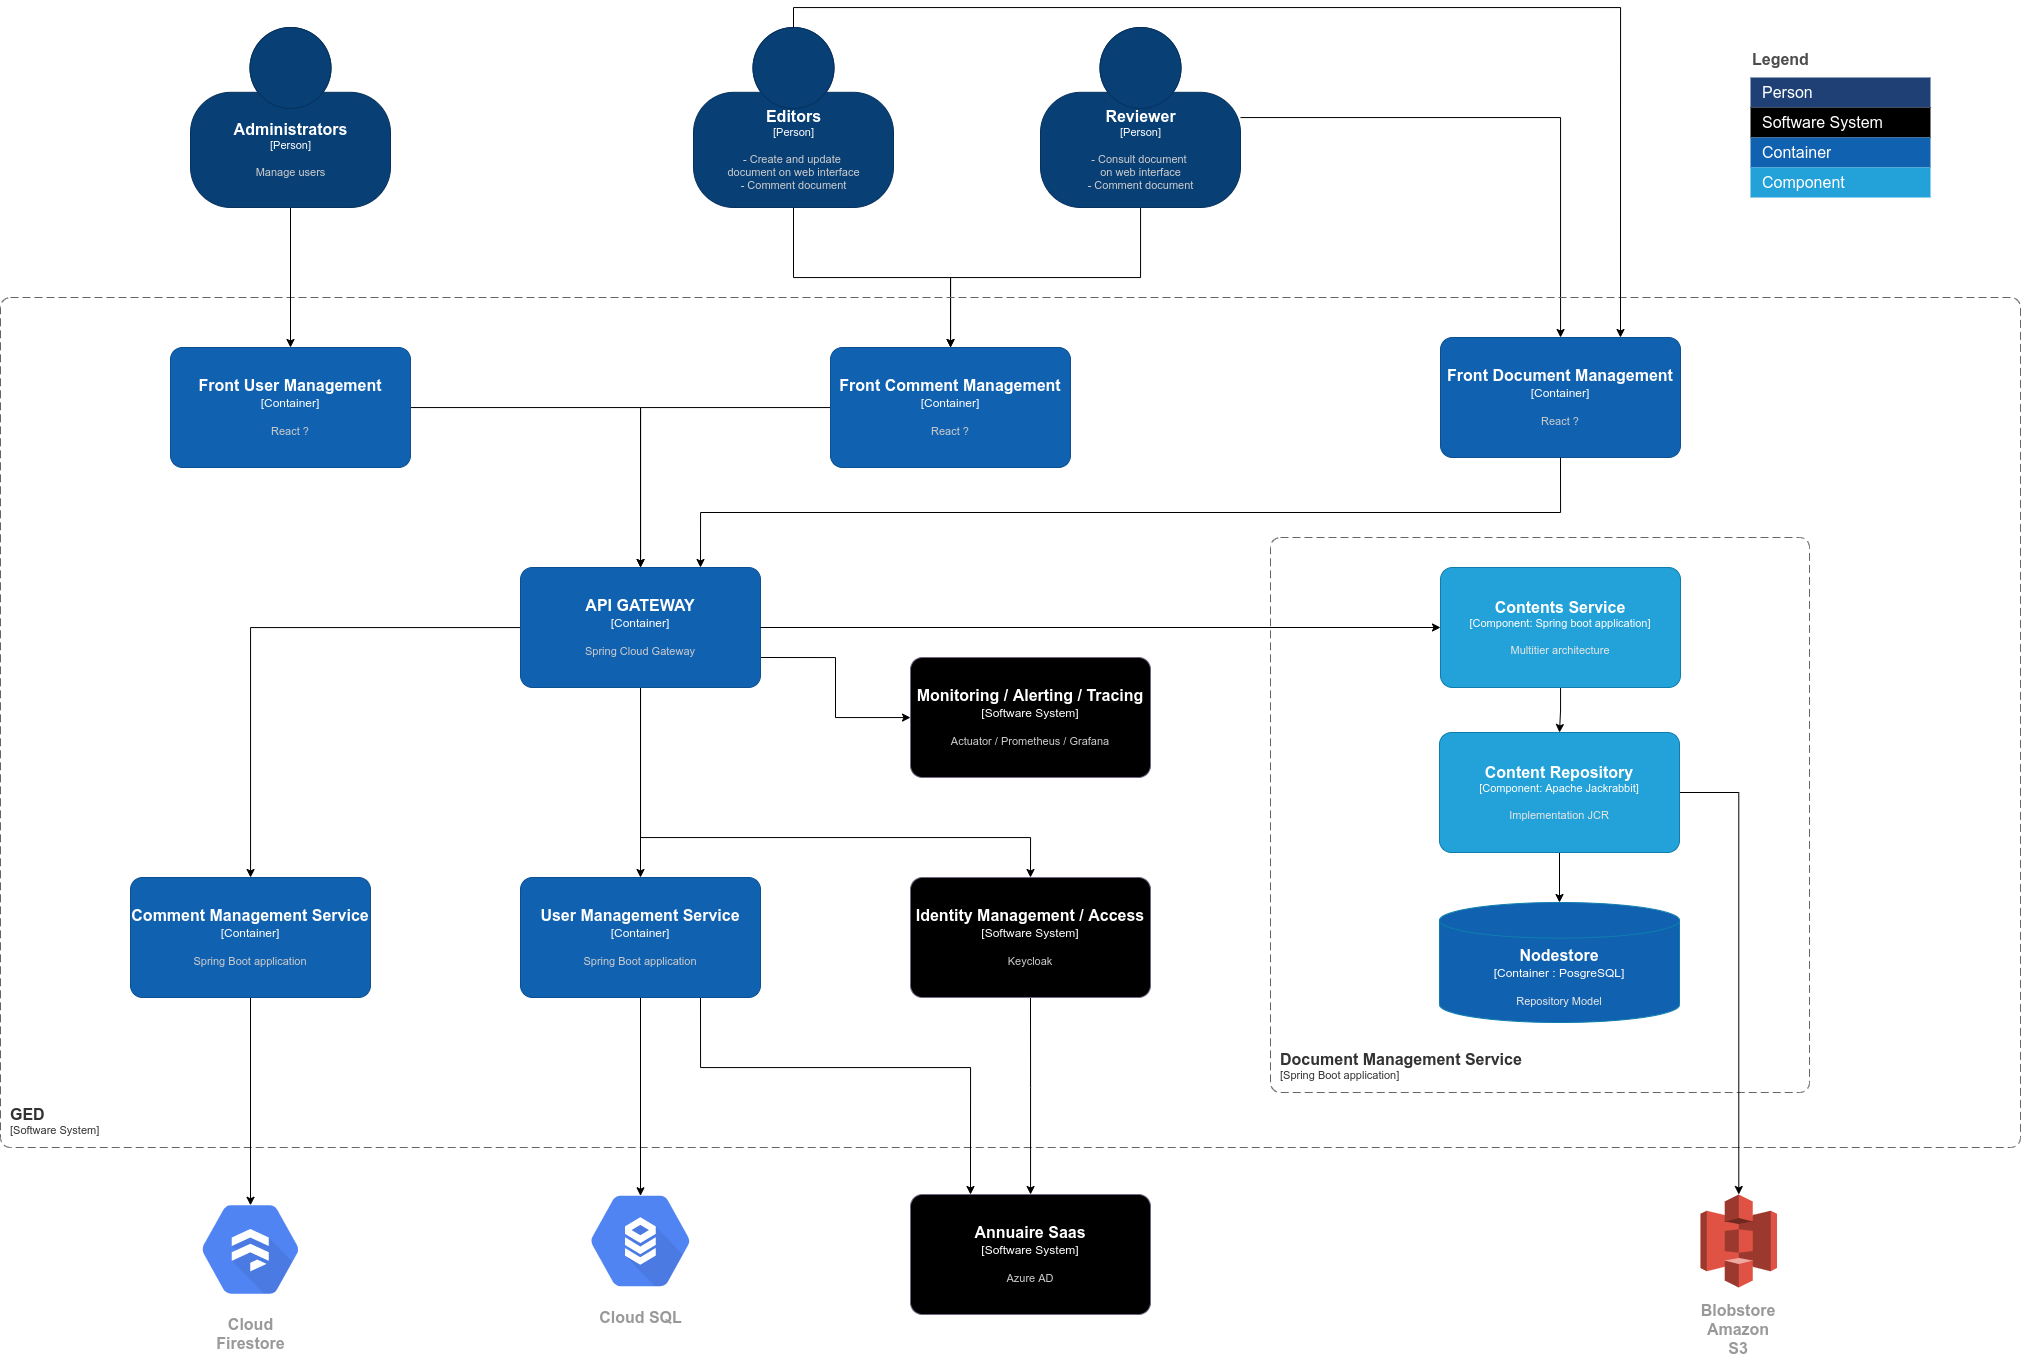 Legend
Person
Software System
Container
Component
Administrators
[Person]
Manage users
Editors
[Person]
- Create and update
document on web interface
- Comment document
Reviewer
[Person]
- Consult document
on web interface
- Comment document
Front User Management
[Container]
React ?
Front Comment Management
[Container]
React ?
Front Document Management
[Container]
React ?
API GATEWAY
[Container]
Spring Cloud Gateway
Monitoring / Alerting / Tracing
[Software System]
Actuator / Prometheus / Grafana
Contents Service
[Component: Spring boot application]
Multitier architecture
Content Repository
[Component: Apache Jackrabbit]
Implementation JCR
Comment Management Service
[Container]
Spring Boot application
User Management Service
[Container]
Spring Boot application
Identity Management / Access
[Software System]
Keycloak
Nodestore
[Container : PosgreSQL]
Repository Model
Document Management Service
[Spring Boot application]
GED
[Software System]
Cloud
Firestore
Cloud SQL
Annuaire Saas
[Software System]
Azure AD
Blobstore
Amazon
S3